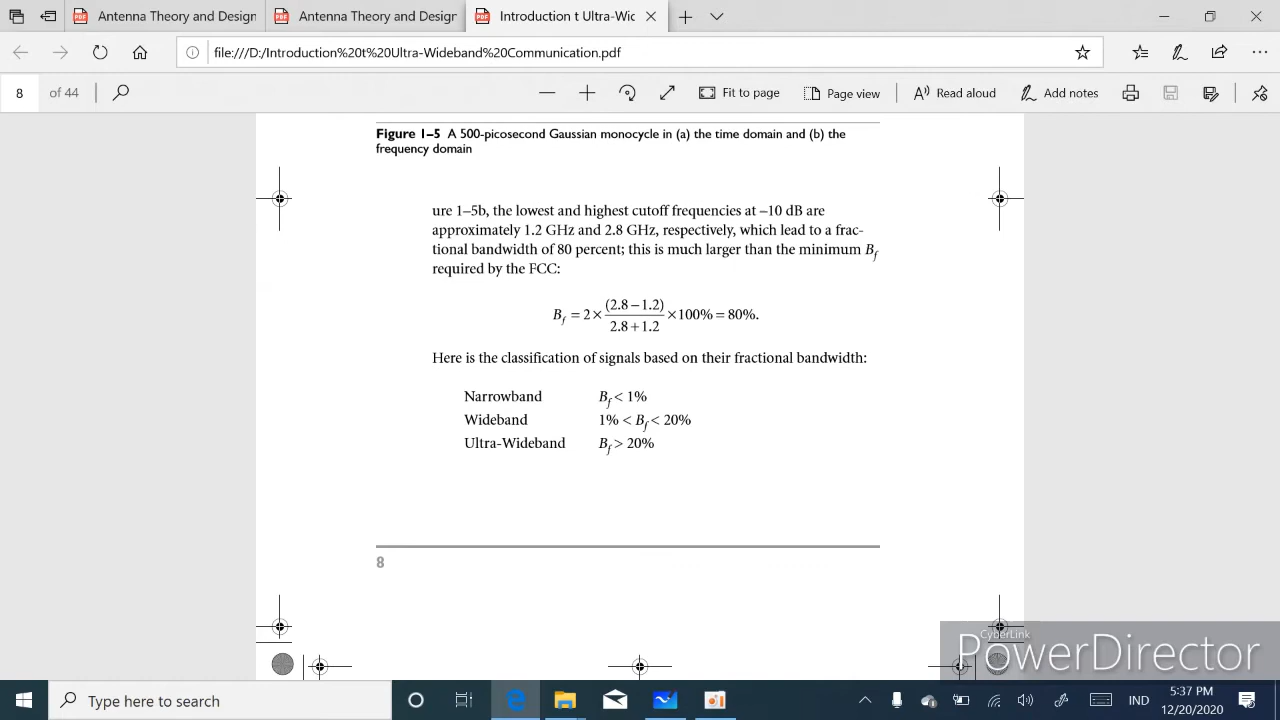 Antenna Theory and Design
Antenna Theory and Design
Introduction t Ultra-Wid
file:///D:/Introduction%20t%20Ultra-Wideband%20Communication.pdf
8 of 44
Fit to page
Page view
Read aloud
Add notes
Figure 1–5 A 500-picosecond Gaussian monocycle in (a) the time domain and (b) the
frequency domain
ure 1–5b, the lowest and highest cutoff frequencies at –10 dB are
approximately 1.2 GHz and 2.8 GHz, respectively, which lead to a frac-
tional bandwidth of 80 percent; this is much larger than the minimum Bf
required by the FCC:
Bf = 2 × (2.8 – 1.2) / 2.8 + 1.2 × 100% = 80%.
Here is the classification of signals based on their fractional bandwidth:
Narrowband Bf < 1%
Wideband 1% < Bf < 20%
Ultra-Wideband Bf > 20%
8
CyberLink
PowerDirector
Type here to search
IND
5:37 PM
12/20/2020